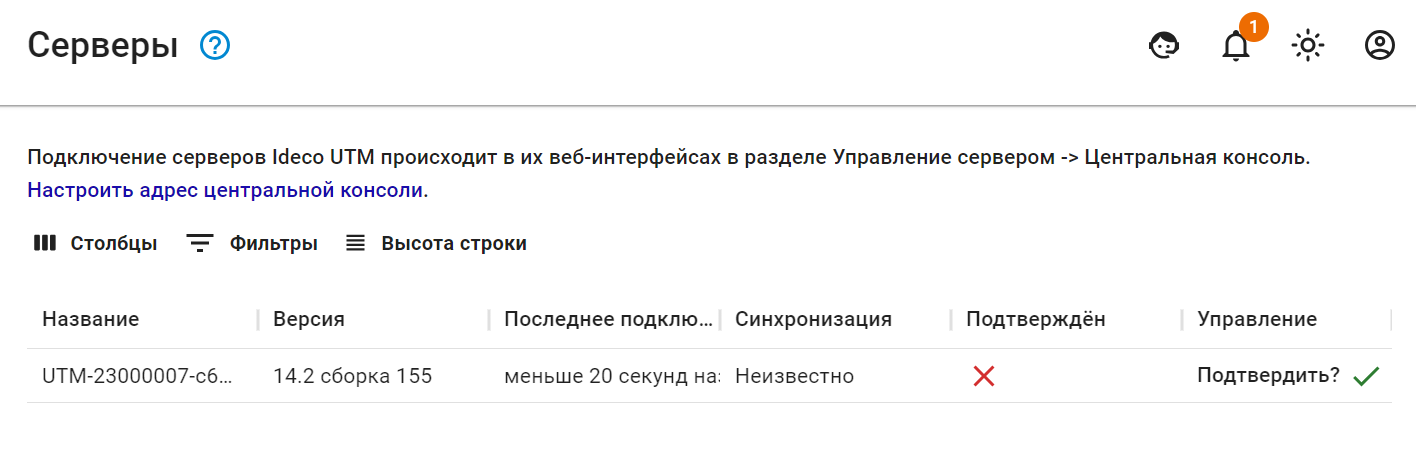 Серверы
1
Подключение серверов Ideco UTM происходит в их веб-интерфейсах в разделе Управление сервером -> Центральная консоль.
Настроить адрес центральной консоли.
Столбцы Фильтры Высота строки
Название Версия Последнее подклю... Синхронизация Подтверждён Управление
UTM-23000007-c6... 14.2 сборка 155 меньше 20 секунд наз Неизвестно Подтвердить?